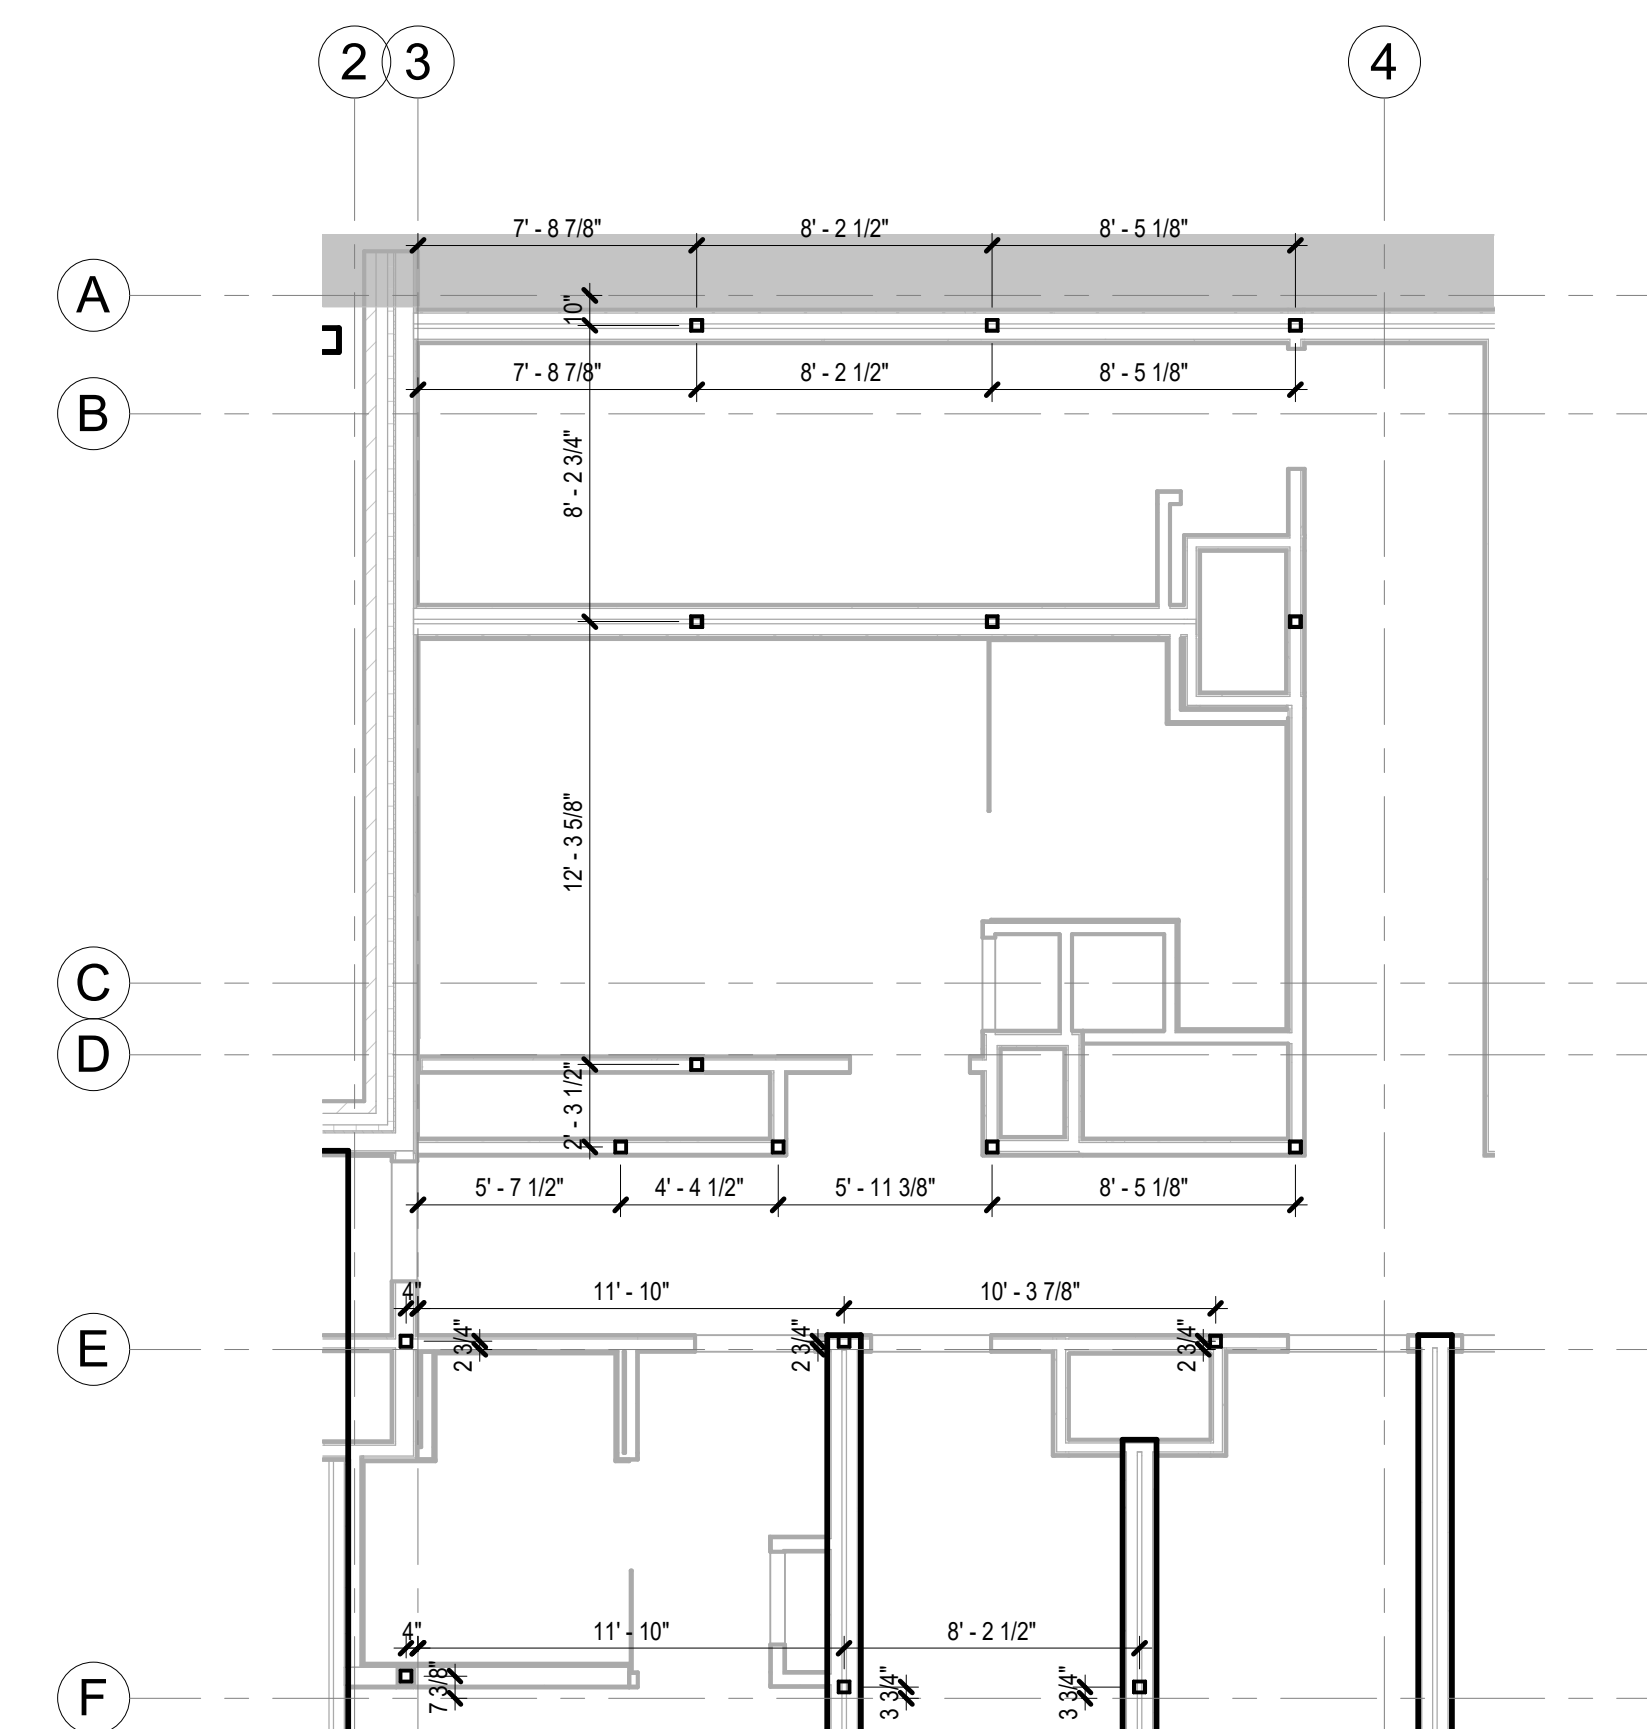 2 3 4
7' - 8 7/8" 8' - 2 1/2" 8' - 5 1/8"
A
10"
7' - 8 7/8" 8' - 2 1/2" 8' - 5 1/8"
B
8' - 2 3/4"
12' - 3 5/8"
C
D
2' - 3 1/2"
5' - 7 1/2" 4' - 4 1/2" 5' - 11 3/8" 8' - 5 1/8"
4" 11' - 10" 10' - 3 7/8"
E
2 3/4" 2 3/4" 2 3/4"
4" 11' - 10" 8' - 2 1/2"
F
7 3/8" 3 3/4" 3 3/4"